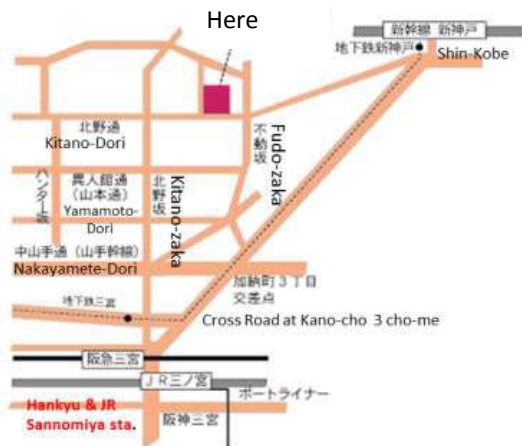 Here
新幹線 新神戸
地下鉄新神戸
Shin-Kobe
北野通
Kitano-Dori
不動坂
Fudo-zaka
ハンター坂
異人館通
(山本通)
Yamamoto-
Dori
北野坂
Kitano-zaka
中山手通(山手幹線)
Nakayamete-Dori
加納町3丁目
交差点
地下鉄三宮
Cross Road at Kano-cho 3 cho-me
阪急三宮
JR三ノ宮
ポートライナー
Hankyu & JR
Sannomiya sta.
阪神三宮